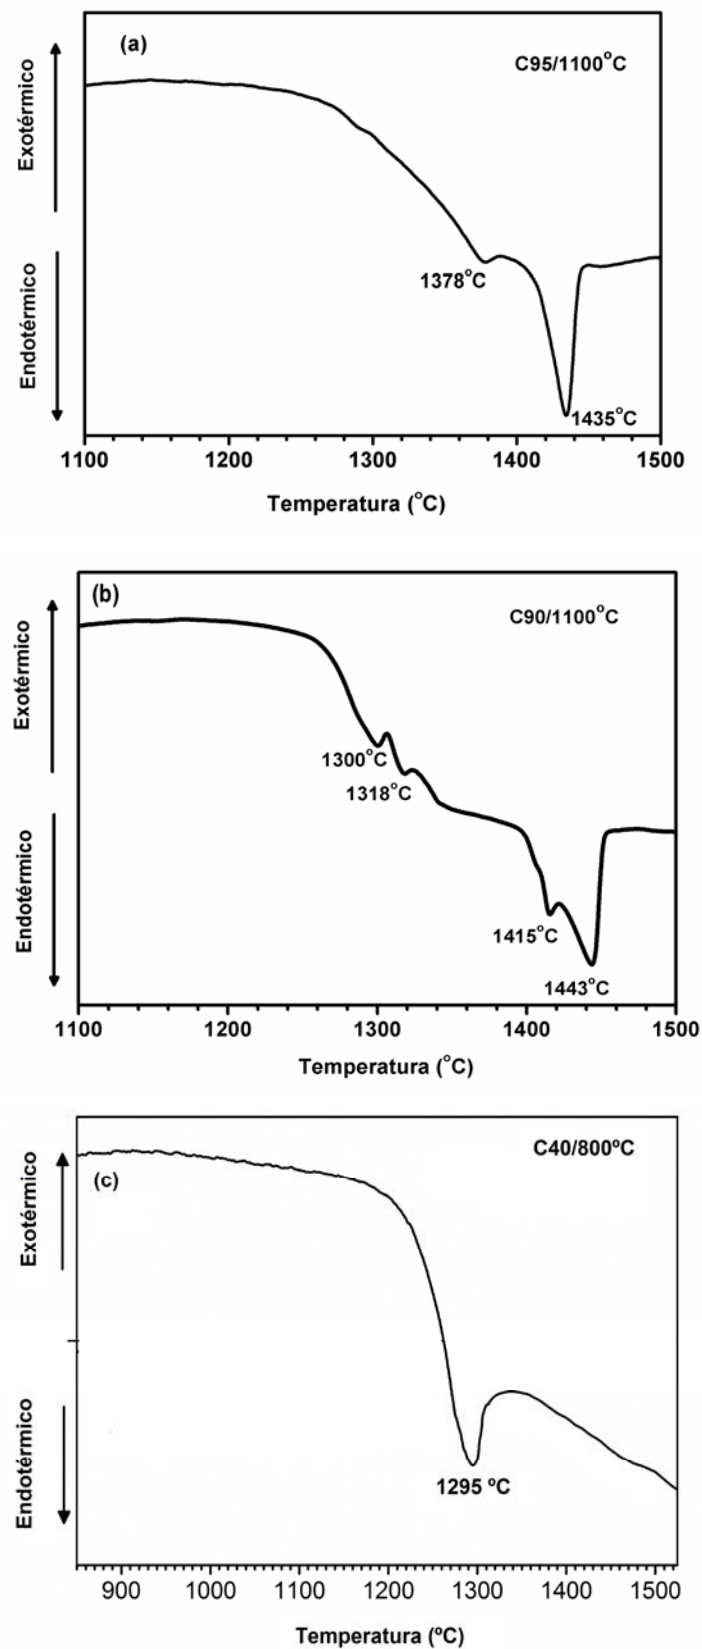 (a)
C95/1100°C
Exotérmico
Endotérmico
1378°C
1435°C
1100 1200 1300 1400 1500
Temperatura (°C)
(b)
C90/1100°C
Exotérmico
Endotérmico
1300°C
1318°C
1415°C
1443°C
1100 1200 1300 1400 1500
Temperatura (°C)
C40/800ºC
(c)
Exotérmico
Endotérmico
1295 ºC
900 1000 1100 1200 1300 1400 1500
Temperatura (ºC)